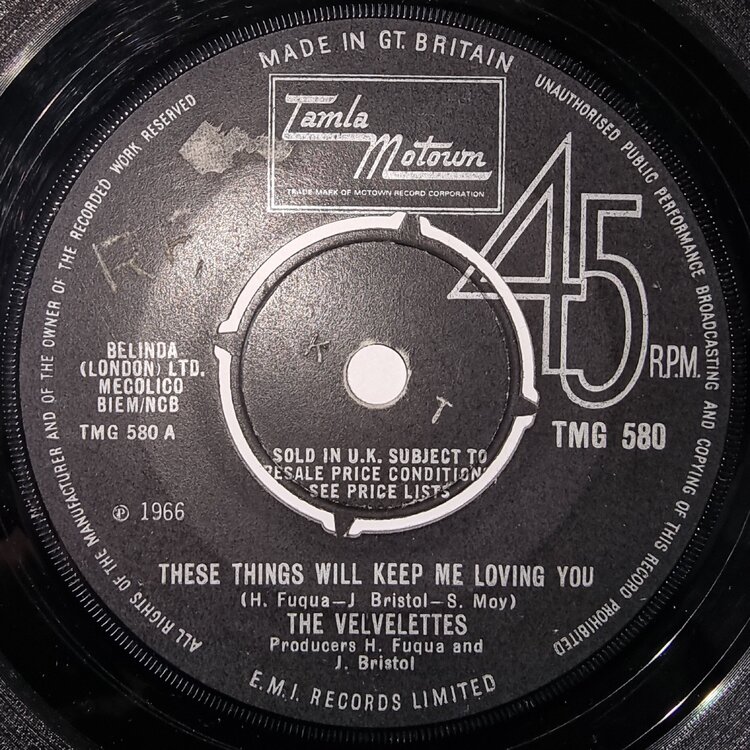 MADE IN GT. BRITAIN
UNAUTHORISED PUBLIC PERFORMANCE BROADCASTING AND COPYING OF THIS RECORD PROHIBITED
ALL RIGHTS OF THE MANUFACTURER AND OF THE OWNER OF THE RECORDED WORK RESERVED
Tamla
Motown
TRADE MARK OF MOTOWN RECORD CORPORATION
45
R.P.M.
BELINDA
(LONDON) LTD.
MECOLICO
BIEM/NCB
TMG 580 A
TMG 580
SOLD IN U.K. SUBJECT TO
RESALE PRICE CONDITIONS
SEE PRICE LISTS
℗ 1966
THESE THINGS WILL KEEP ME LOVING YOU
(H. Fuqua—J Bristol—S. Moy)
THE VELVELETTES
Producers H. Fuqua and
J. Bristol
E.M.I. RECORDS LIMITED